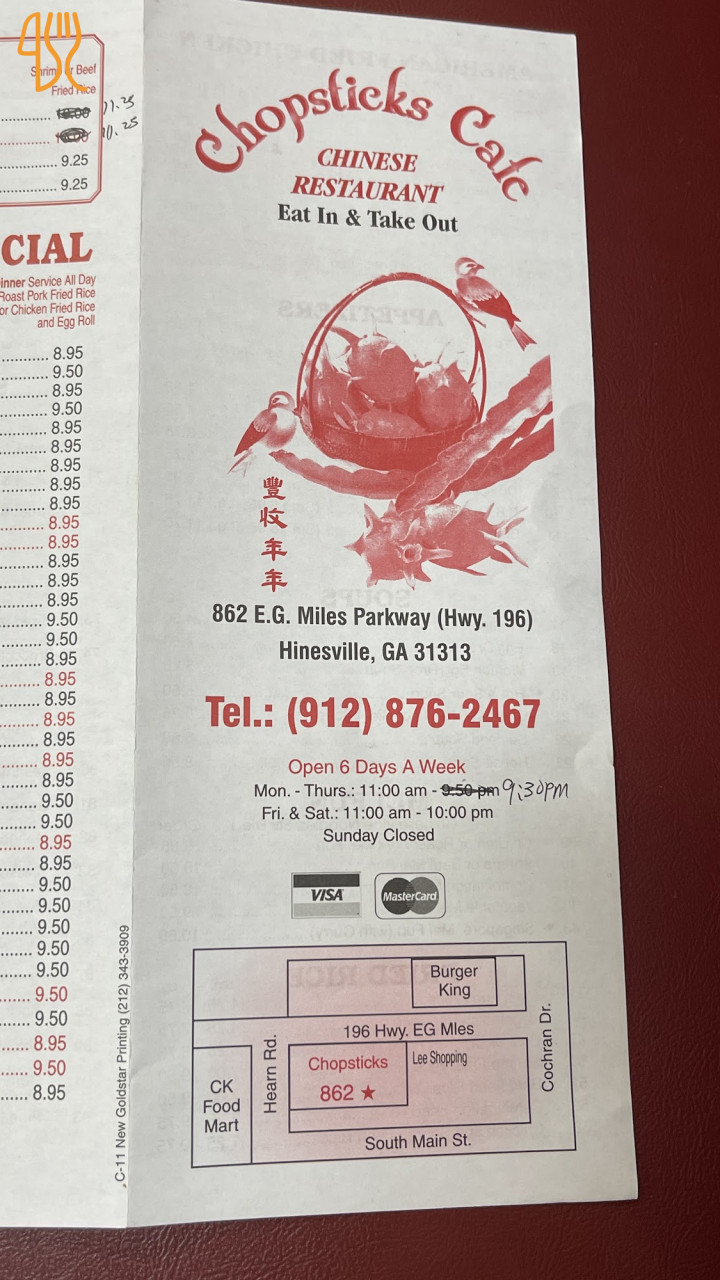 Fried Rice
11.25
10.25
9.25
9.25
CIAL
Dinner Service All Day
Roast Pork Fried Rice
or Chicken Fried Rice
and Egg Roll
8.95
9.50
8.95
9.50
8.95
8.95
8.95
8.95
8.95
8.95
8.95
8.95
8.95
8.95
9.50
9.50
8.95
8.95
8.95
8.95
8.95
8.95
8.95
9.50
9.50
8.95
8.95
9.50
9.50
9.50
9.50
9.50
9.50
9.50
8.95
9.50
8.95
C-11 New Goldstar Printing (212) 343-3909
Chopsticks Cafe
CHINESE
RESTAURANT
Eat In & Take Out
豐收年年
862 E.G. Miles Parkway (Hwy. 196)
Hinesville, GA 31313
Tel.: (912) 876-2467
Open 6 Days A Week
Mon. - Thurs.: 11:00 am - 9:50 pm 9:30pm
Fri. & Sat.: 11:00 am - 10:00 pm
Sunday Closed
VISA
MasterCard
Burger
King
196 Hwy. EG Mles
Chopsticks
862 ★
Lee Shopping
CK
Food
Mart
Hearn Rd.
Cochran Dr.
South Main St.